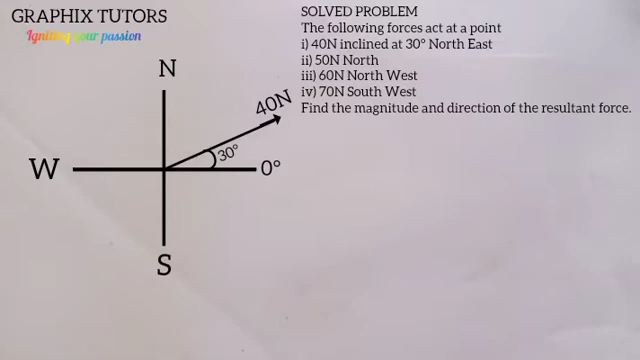 GRAPHIX TUTORS
Igniting your passion
SOLVED PROBLEM
The following forces act at a point
i) 40N inclined at 30° North East
ii) 50N North
iii) 60N North West
iv) 70N South West
Find the magnitude and direction of the resultant force.
N
40N
30°
W
0°
S